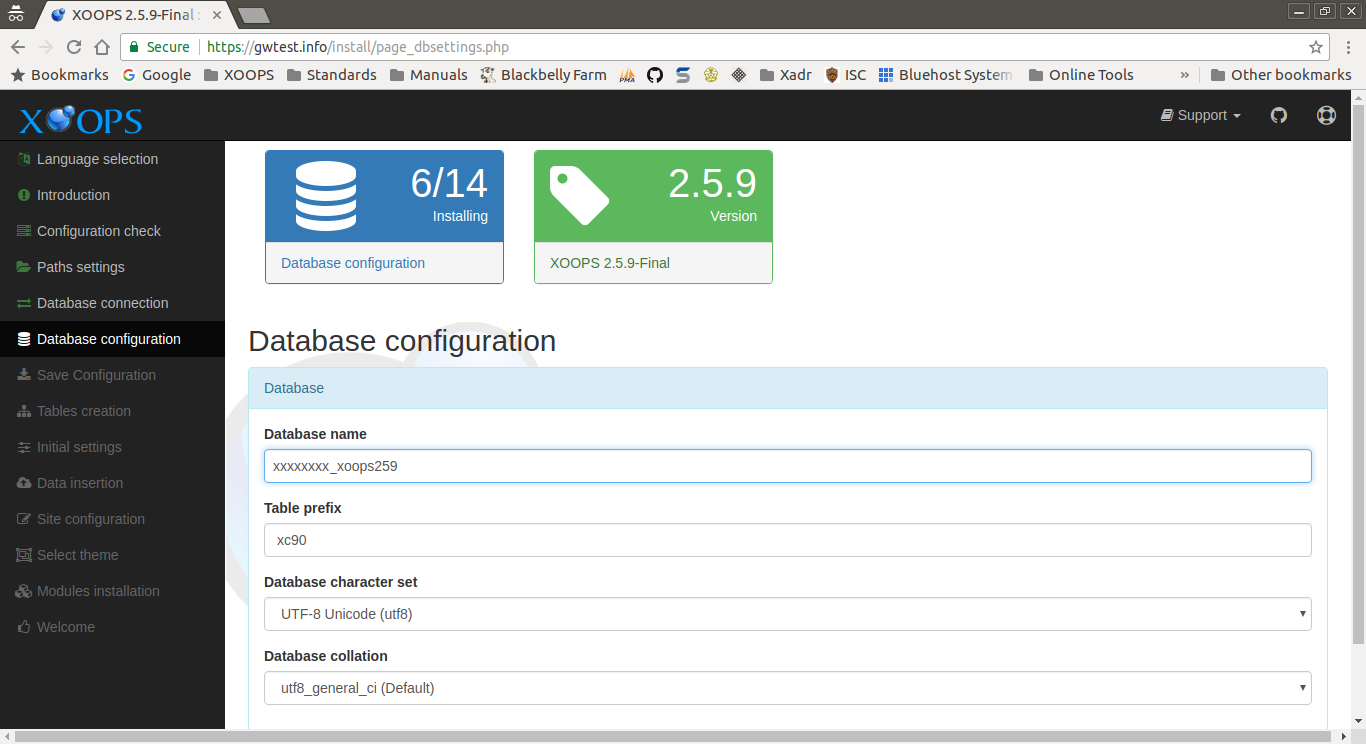 XOOPS 2.5.9-Final :
Secure https://gwtest.info/install/page_dbsettings.php
Bookmarks Google XOOPS Standards Manuals Blackbelly Farm PMA Xadr ISC Bluehost System Online Tools » Other bookmarks
XOOPS Support
Language selection
Introduction
Configuration check
Paths settings
Database connection
Database configuration
Save Configuration
Tables creation
Initial settings
Data insertion
Site configuration
Select theme
Modules installation
Welcome
6/14
Installing
Database configuration
2.5.9
Version
XOOPS 2.5.9-Final
Database configuration
Database
Database name
xxxxxxxx_xoops259
Table prefix
xc90
Database character set
UTF-8 Unicode (utf8)
Database collation
utf8_general_ci (Default)